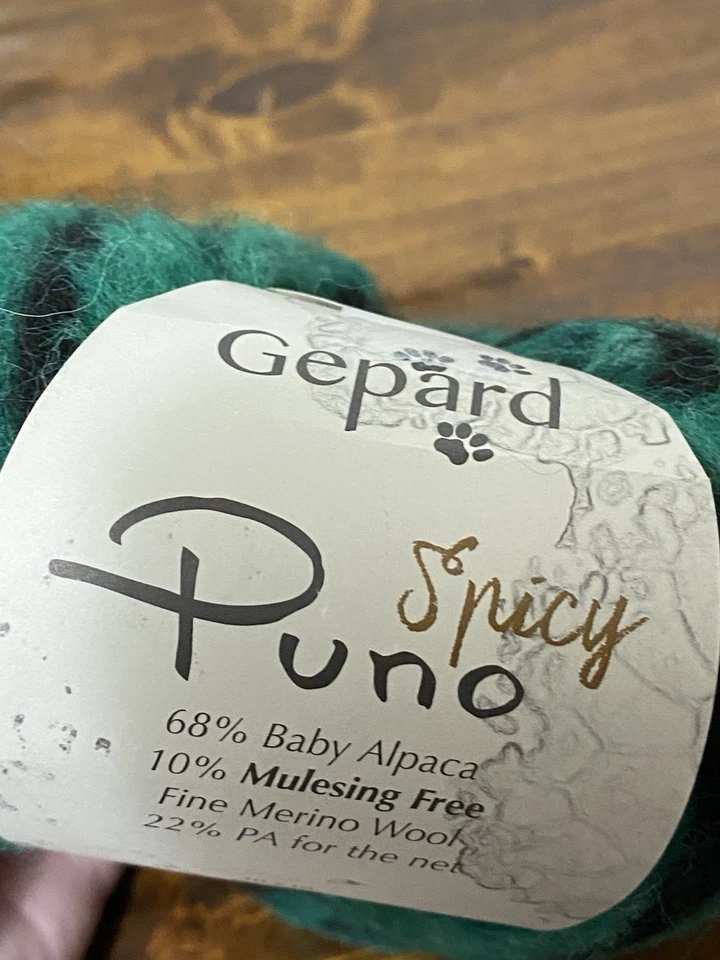 Gepard
Spicy
Puno
68% Baby Alpaca
10% Mulesing Free
Fine Merino Wool
22% PA for the net